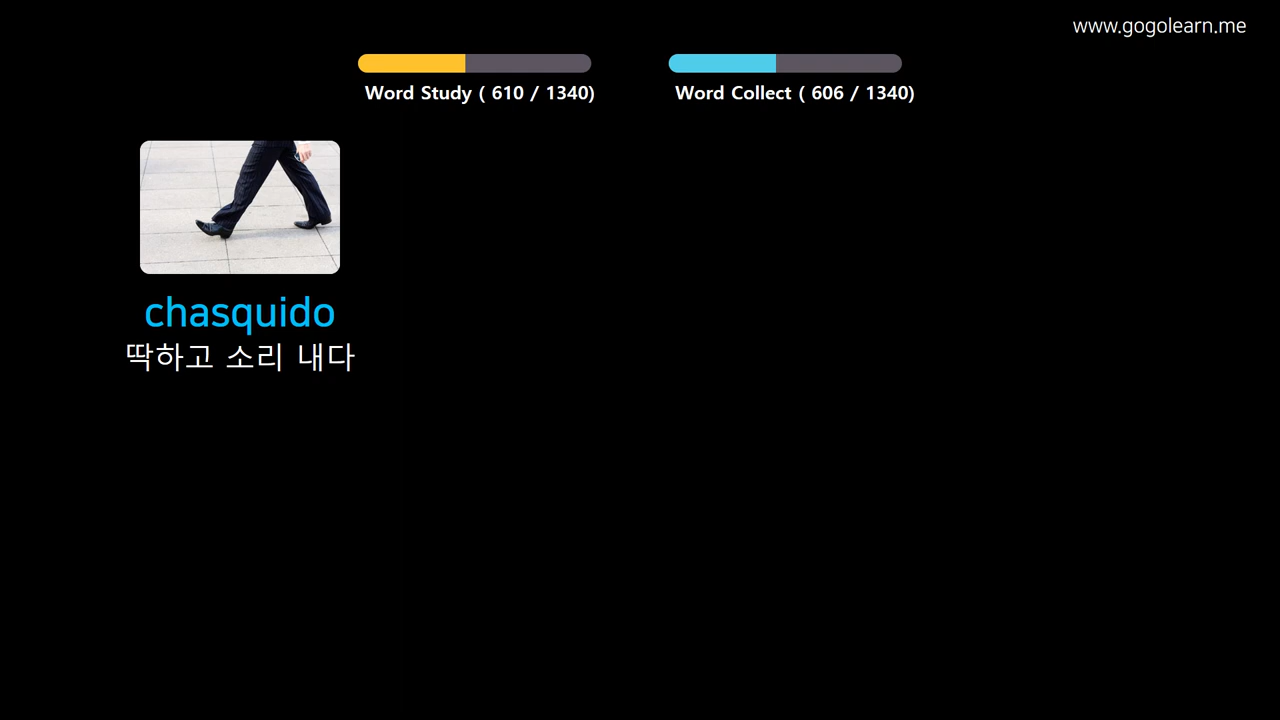 www.gogolearn.me
Word Study ( 610 / 1340)
Word Collect ( 606 / 1340)
chasquido
딱하고 소리 내다